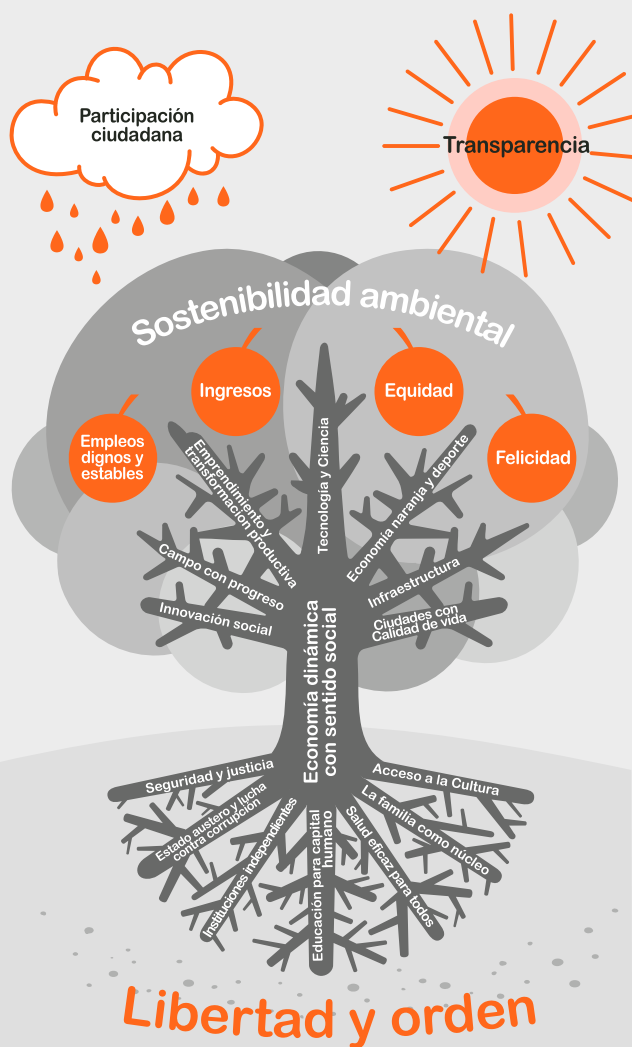 Participación
ciudadana
Transparencia
Sostenibilidad ambiental
Ingresos
Equidad
Empleos
dignos y
estables
Felicidad
Emprendimiento y
transformacion productiva
Tecnología y Ciencia
Economía naranja y deporte
Campo con progreso
Infraestructura
Innovación social
Ciudades con
Calidad de vida
Economía dinámica
con sentido social
Seguridad y justicia
Acceso a la Cultura
Estado austero y lucha
contra corrupción
La familia como núcleo
Instituciones independientes
Educación para capital
humano
Salud eficaz para todos
Libertad y orden